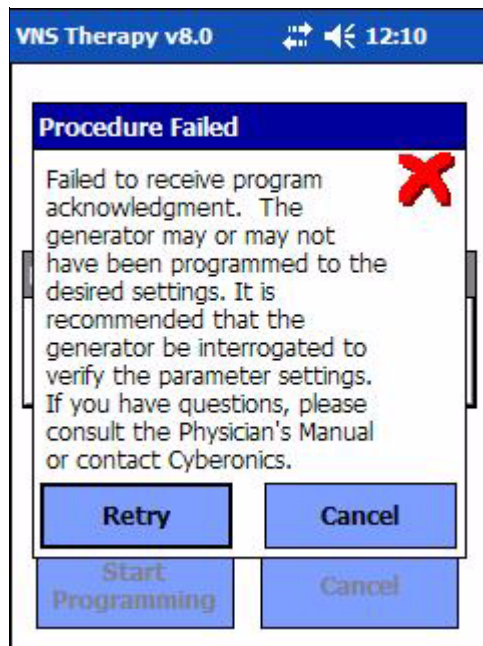 VNS Therapy v8.0 12:10
Procedure Failed
Failed to receive program
acknowledgment. The
generator may or may not
have been programmed to the
desired settings. It is
recommended that the
generator be interrogated to
verify the parameter settings.
If you have questions, please
consult the Physician's Manual
or contact Cyberonics.
Retry Cancel
Start Cancel
Programming